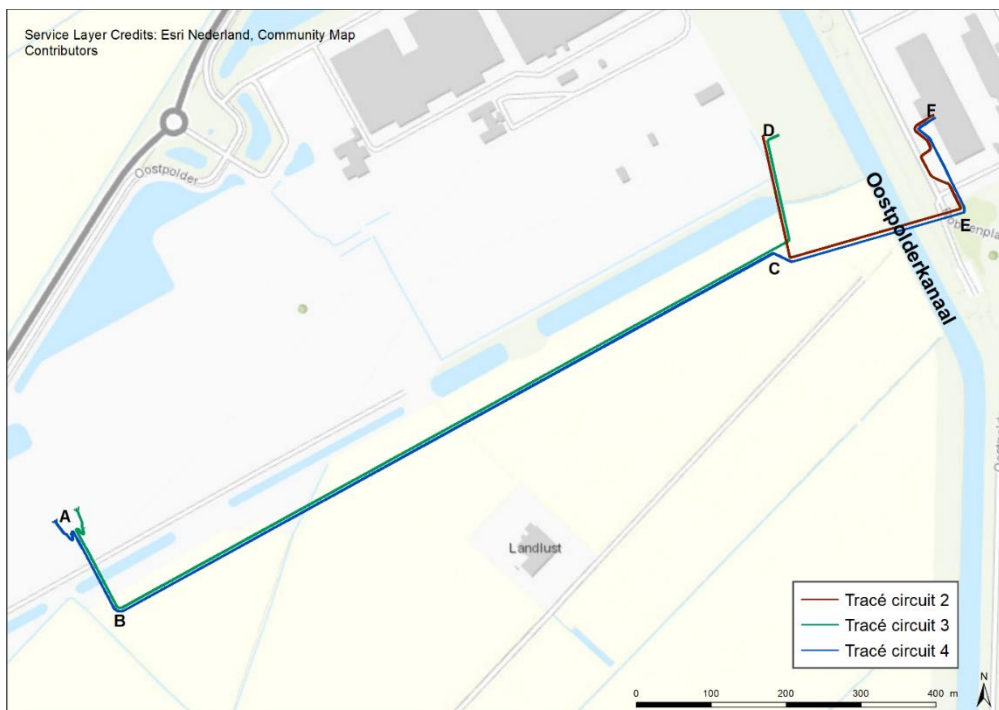 Service Layer Credits: Esri Nederland, Community Map
Contributors
Oostpolder
D
F
Oostpolderkanaal
E
C
A
B
Landlust
Tracé circuit 2
Tracé circuit 3
Tracé circuit 4
N
0 100 200 300 400 m